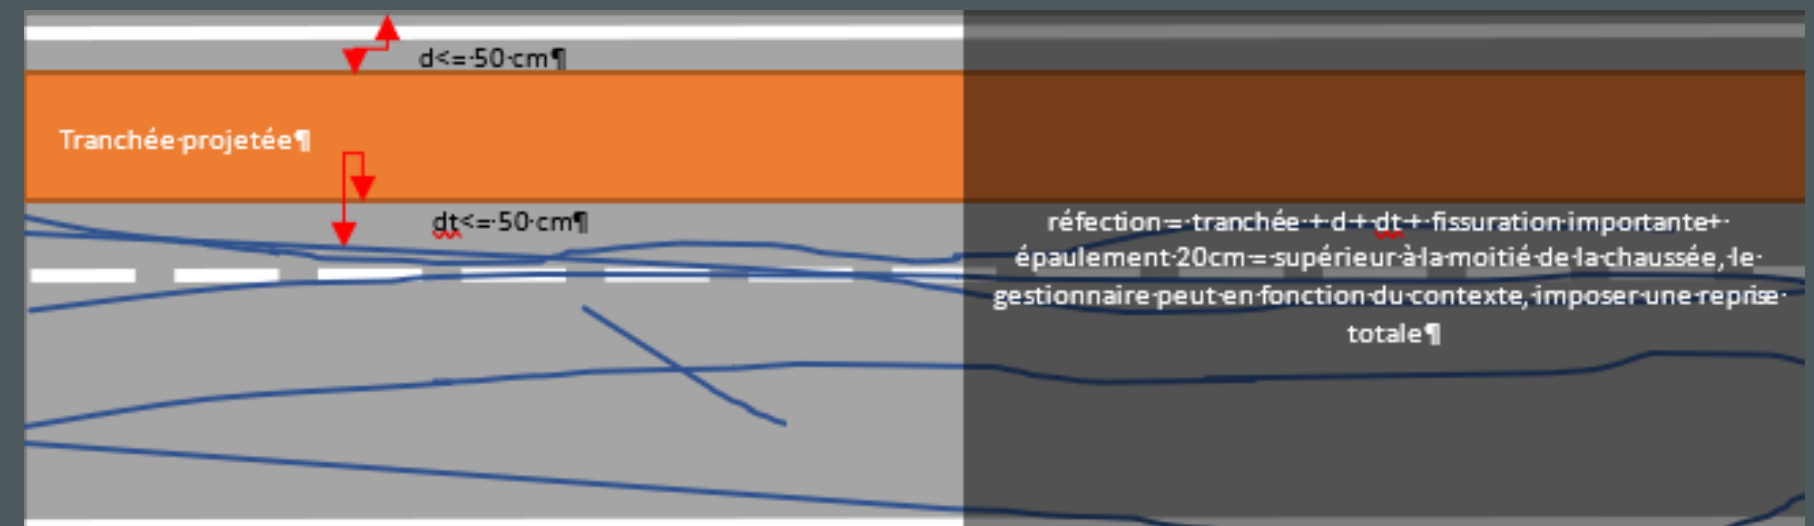 d<=·50·cm¶
Tranchée·projetée¶
dt<=·50·cm¶
réfection·=·tranchée·+·d·+·dt·+·fissuration·importante+·
épaulement·20cm·=·supérieur·à·la·moitié·de·la·chaussée,·le·
gestionnaire·peut·en·fonction·du·contexte,·imposer·une·reprise·
totale¶